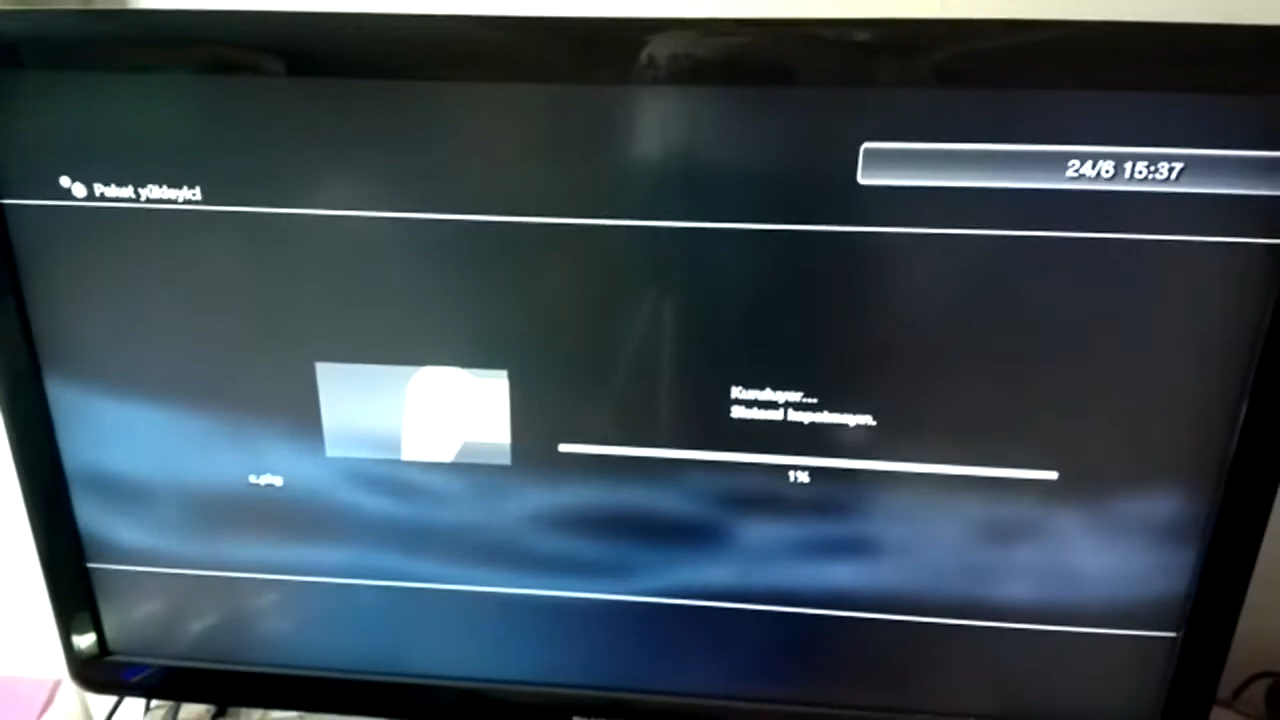 24/6 15:37
Paket yükleyici
Kuruluyor...
Sistemi kapatmayın.
1%